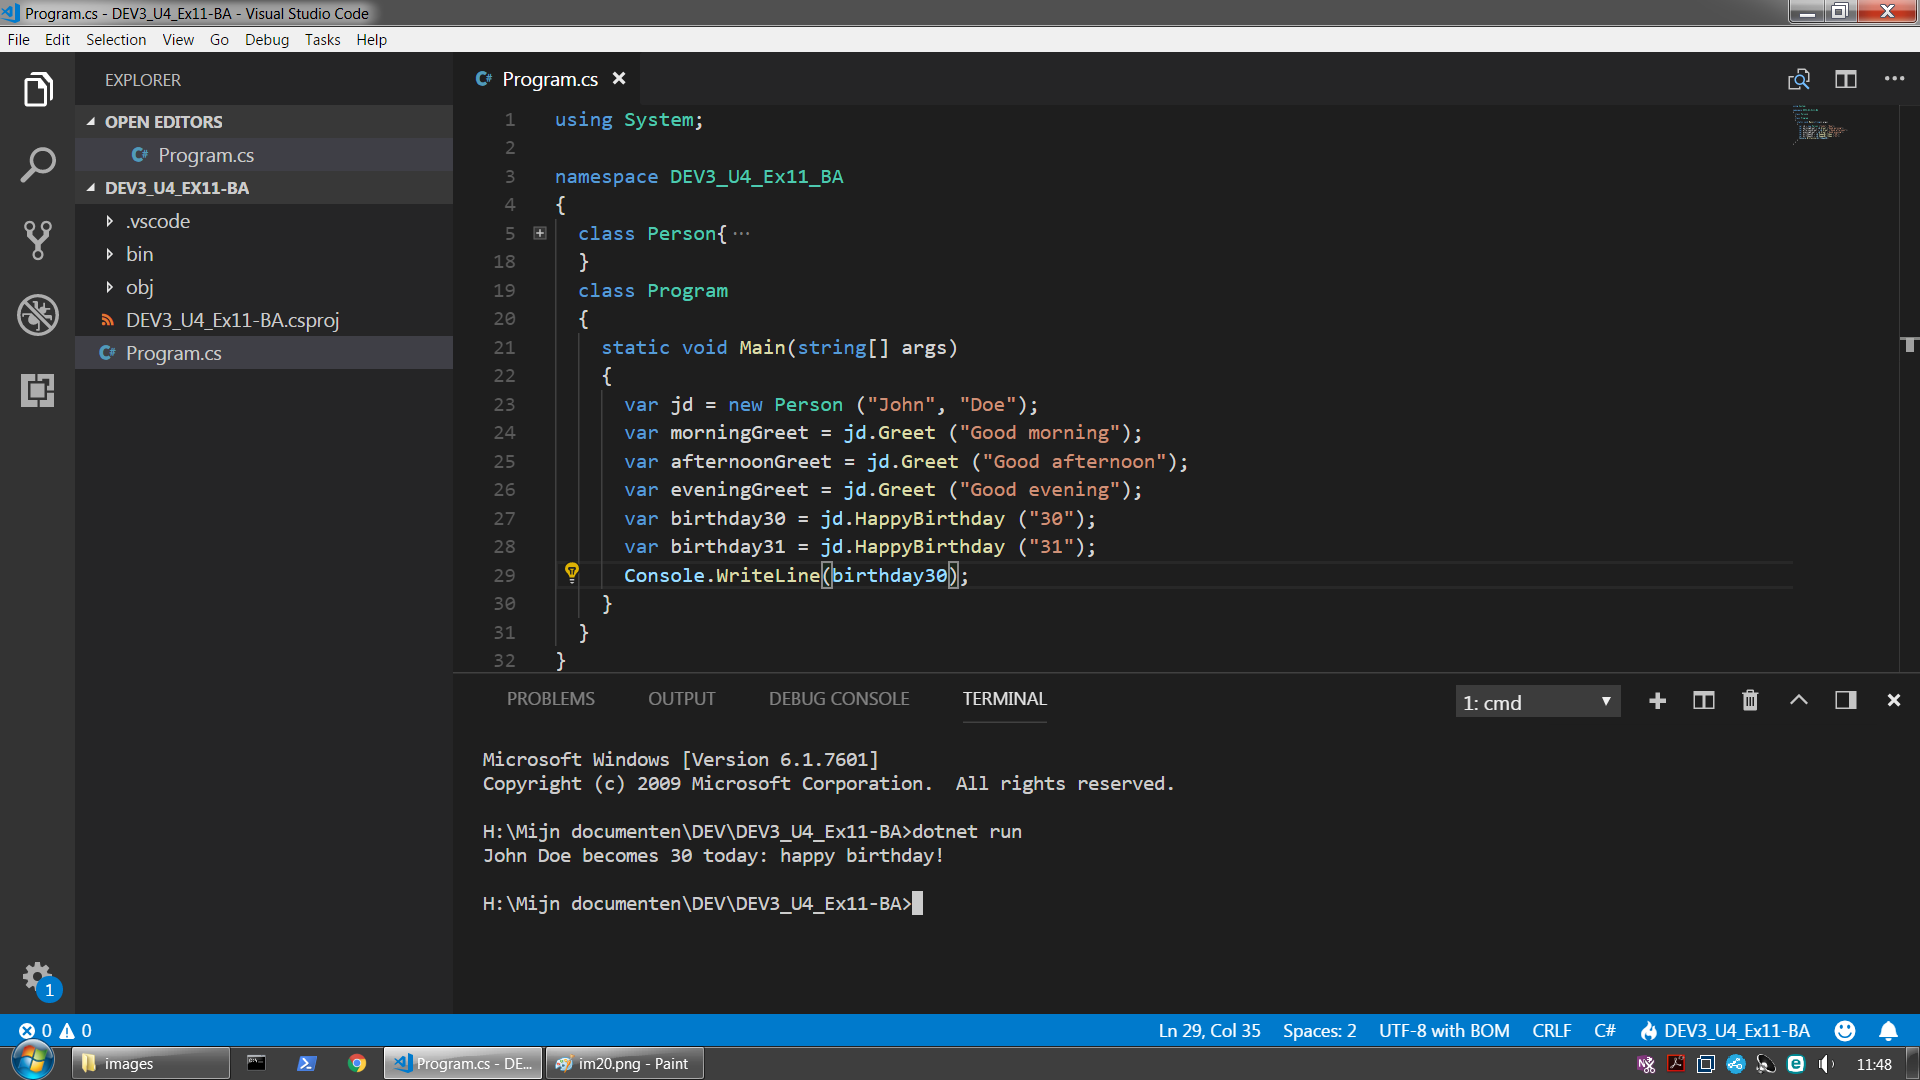 Program.cs - DEV3_U4_Ex11-BA - Visual Studio Code
File Edit Selection View Go Debug Tasks Help
EXPLORER
OPEN EDITORS
C# Program.cs
DEV3_U4_EX11-BA
.vscode
bin
obj
DEV3_U4_Ex11-BA.csproj
C# Program.cs
1
C# Program.cs
1 using System;
2
3 namespace DEV3_U4_Ex11_BA
4 {
5 class Person{ ···
18 }
19 class Program
20 {
21 static void Main(string[] args)
22 {
23 var jd = new Person ("John", "Doe");
24 var morningGreet = jd.Greet ("Good morning");
25 var afternoonGreet = jd.Greet ("Good afternoon");
26 var eveningGreet = jd.Greet ("Good evening");
27 var birthday30 = jd.HappyBirthday ("30");
28 var birthday31 = jd.HappyBirthday ("31");
29 Console.WriteLine(birthday30);
30 }
31 }
32 }
PROBLEMS OUTPUT DEBUG CONSOLE TERMINAL 1: cmd
Microsoft Windows [Version 6.1.7601]
Copyright (c) 2009 Microsoft Corporation.  All rights reserved.
H:\Mijn documenten\DEV\DEV3_U4_Ex11-BA>dotnet run
John Doe becomes 30 today: happy birthday!
H:\Mijn documenten\DEV\DEV3_U4_Ex11-BA>
0 0 Ln 29, Col 35 Spaces: 2 UTF-8 with BOM CRLF C# DEV3_U4_Ex11-BA
images Program.cs - DE... im20.png - Paint 11:48